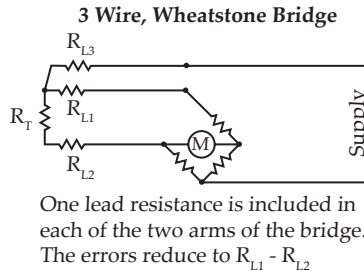 3 Wire, Wheatstone Bridge
R_L3
R_L1
R_T
M
R_L2
Supply
One lead resistance is included in
each of the two arms of the bridge.
The errors reduce to R_L1 - R_L2